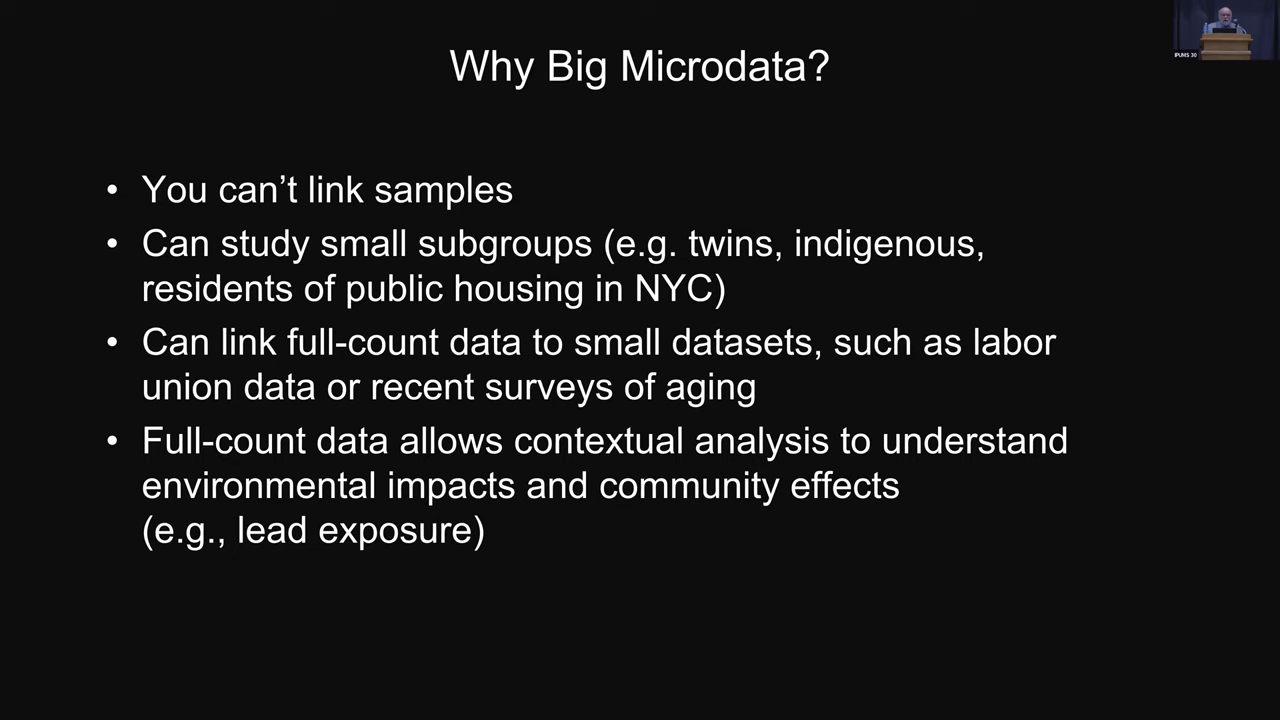 IPUMS 30
Why Big Microdata?
• You can’t link samples
• Can study small subgroups (e.g. twins, indigenous,
residents of public housing in NYC)
• Can link full-count data to small datasets, such as labor
union data or recent surveys of aging
• Full-count data allows contextual analysis to understand
environmental impacts and community effects
(e.g., lead exposure)